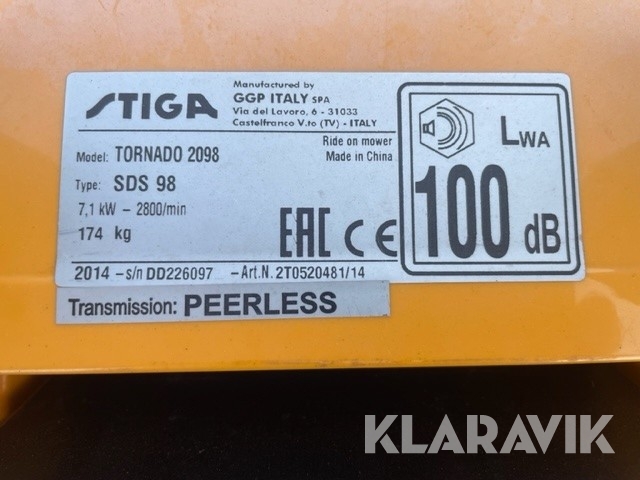 STIGA
Manufactured by
GGP ITALY SPA
Via del Lavoro, 6 - 31033
Castelfranco V.to (TV) - ITALY
Ride on mower
Made in China
Model: TORNADO 2098
Type: SDS 98
7,1 kW - 2800/min
174 kg
EAC CE
2014 -s/n DD226097 -Art.N. 2T0520481/14
LWA
100 dB
Transmission: PEERLESS
KLARAVIK